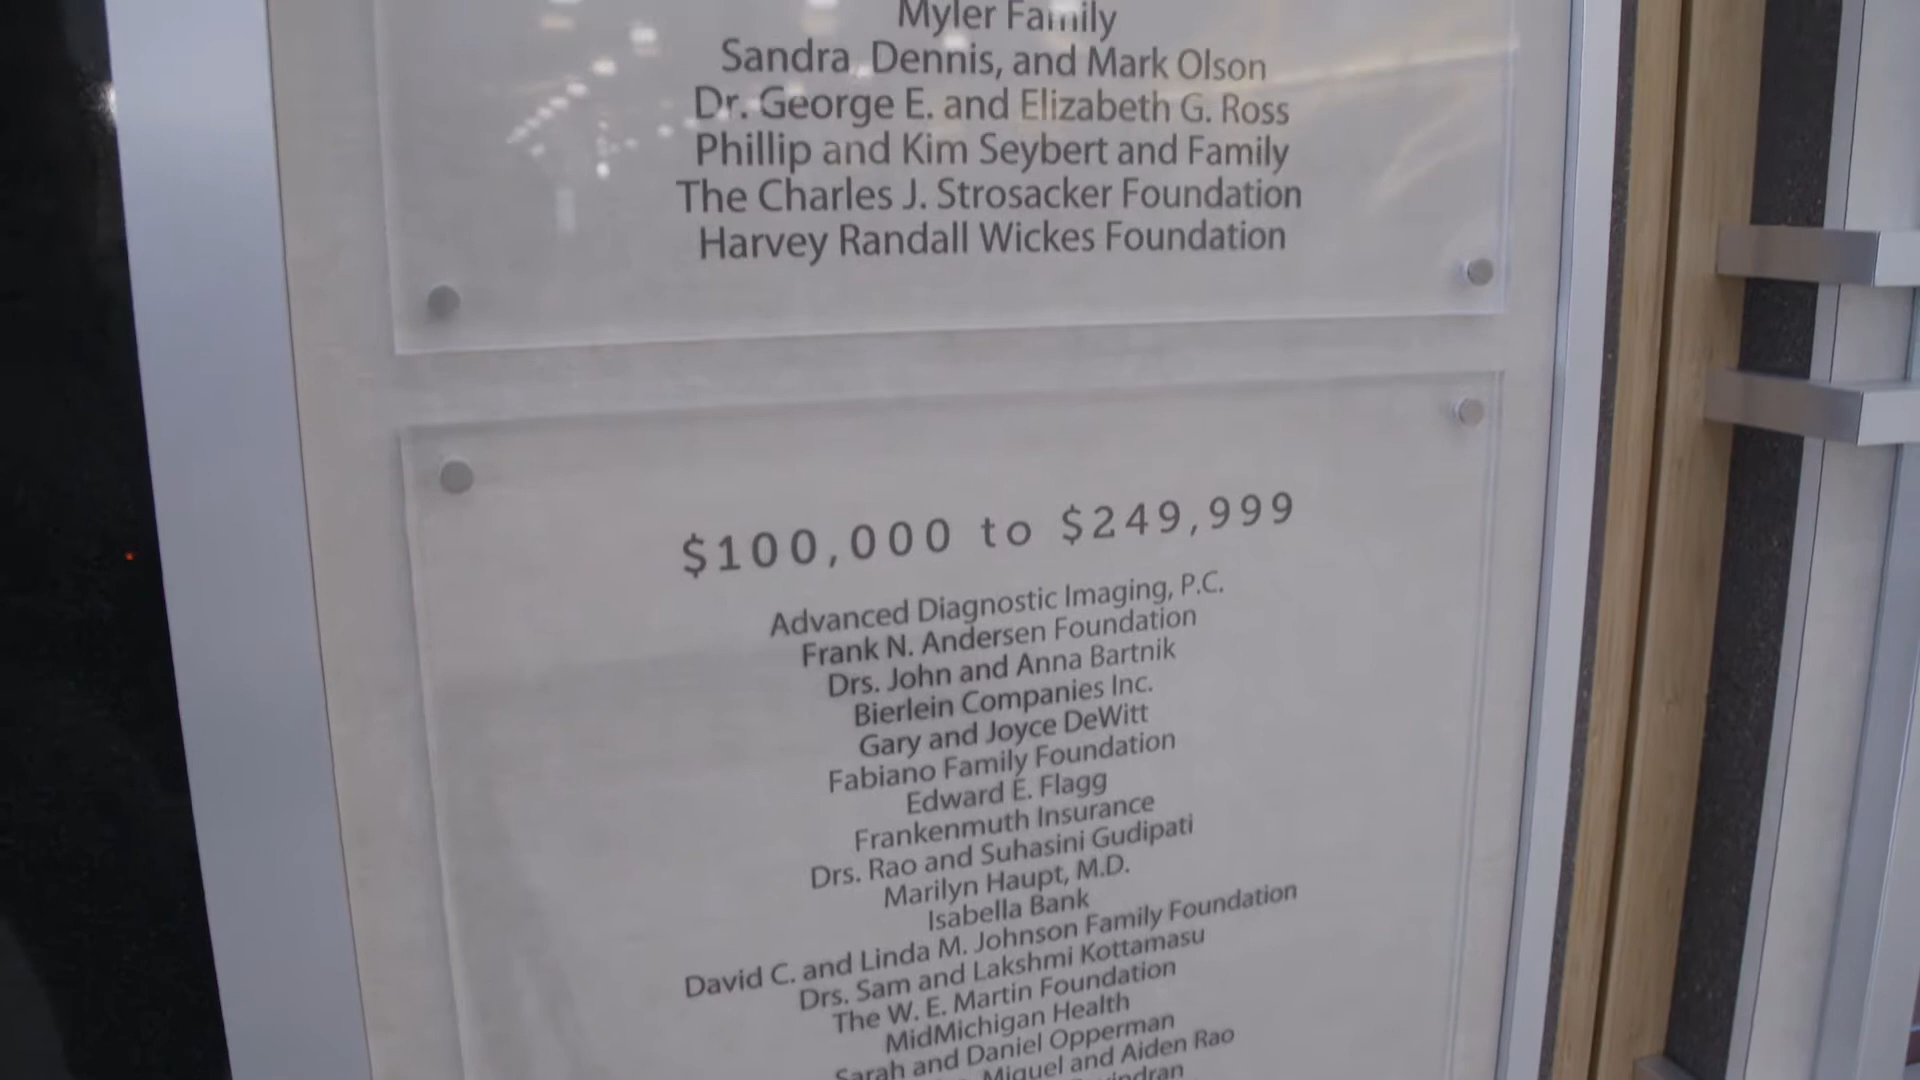 Myler Family
Sandra, Dennis, and Mark Olson
Dr. George E. and Elizabeth G. Ross
Phillip and Kim Seybert and Family
The Charles J. Strosacker Foundation
Harvey Randall Wickes Foundation
$100,000 to $249,999
Advanced Diagnostic Imaging, P.C.
Frank N. Andersen Foundation
Drs. John and Anna Bartnik
Bierlein Companies Inc.
Gary and Joyce DeWitt
Fabiano Family Foundation
Edward E. Flagg
Frankenmuth Insurance
Drs. Rao and Suhasini Gudipati
Marilyn Haupt, M.D.
Isabella Bank
David C. and Linda M. Johnson Family Foundation
Drs. Sam and Lakshmi Kottamasu
The W. E. Martin Foundation
MidMichigan Health
Sarah and Daniel Opperman
Miguel and Aiden Rao